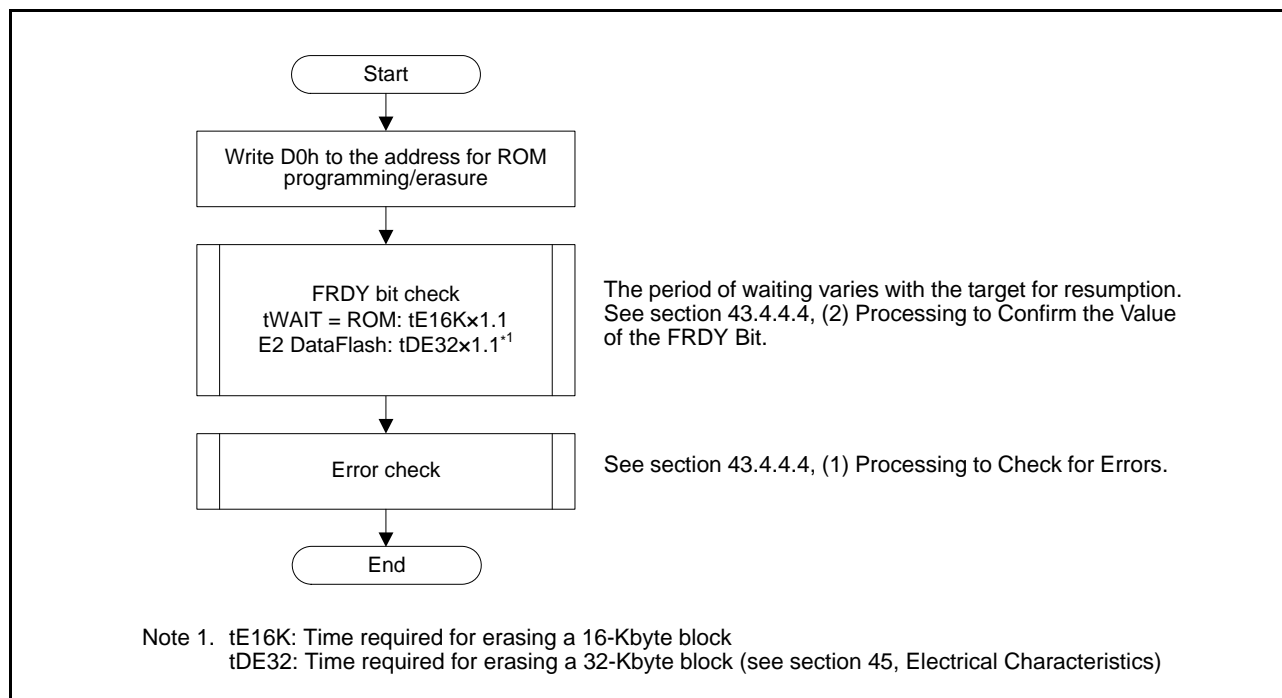 Start
Write D0h to the address for ROM
programming/erasure
FRDY bit check
tWAIT = ROM: tE16K×1.1
E2 DataFlash: tDE32×1.1*1
The period of waiting varies with the target for resumption.
See section 43.4.4.4, (2) Processing to Confirm the Value
of the FRDY Bit.
Error check
See section 43.4.4.4, (1) Processing to Check for Errors.
End
Note 1. tE16K: Time required for erasing a 16-Kbyte block
tDE32: Time required for erasing a 32-Kbyte block (see section 45, Electrical Characteristics)